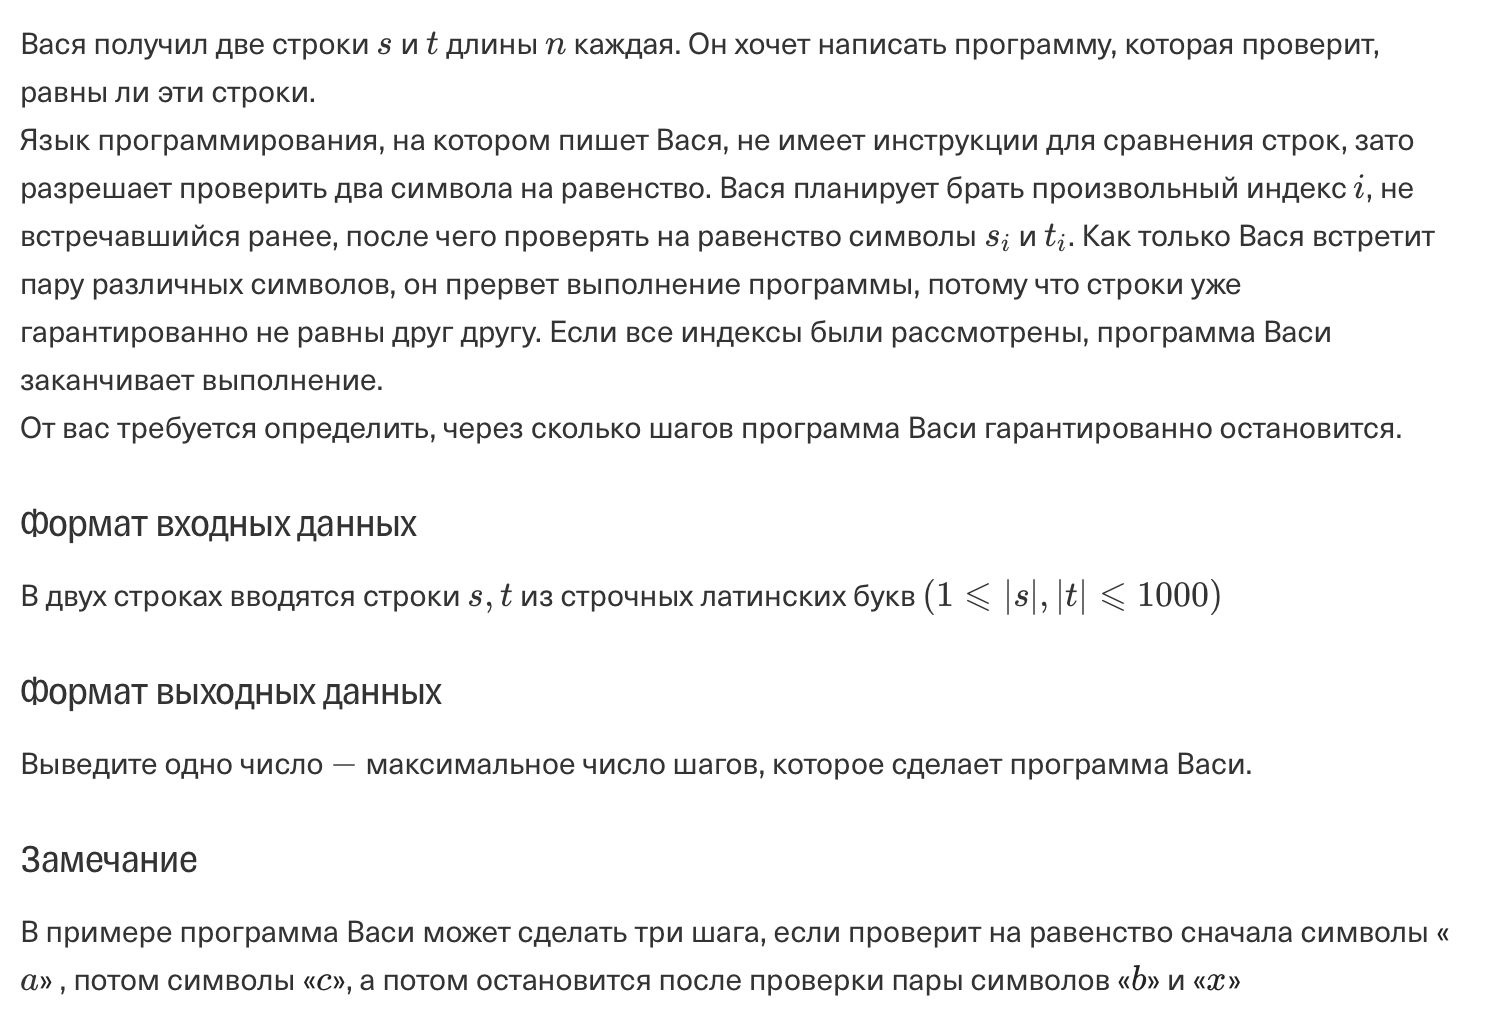 Вася получил две строки s и t длины n каждая. Он хочет написать программу, которая проверит,
равны ли эти строки.
Язык программирования, на котором пишет Вася, не имеет инструкции для сравнения строк, зато
разрешает проверить два символа на равенство. Вася планирует брать произвольный индекс i, не
встречавшийся ранее, после чего проверять на равенство символы sᵢ и tᵢ. Как только Вася встретит
пару различных символов, он прервет выполнение программы, потому что строки уже
гарантированно не равны друг другу. Если все индексы были рассмотрены, программа Васи
заканчивает выполнение.
От вас требуется определить, через сколько шагов программа Васи гарантированно остановится.
Формат входных данных
В двух строках вводятся строки s, t из строчных латинских букв (1 ⩽ |s|, |t| ⩽ 1000)
Формат выходных данных
Выведите одно число — максимальное число шагов, которое сделает программа Васи.
Замечание
В примере программа Васи может сделать три шага, если проверит на равенство сначала символы «
a» , потом символы «c», а потом остановится после проверки пары символов «b» и «x»